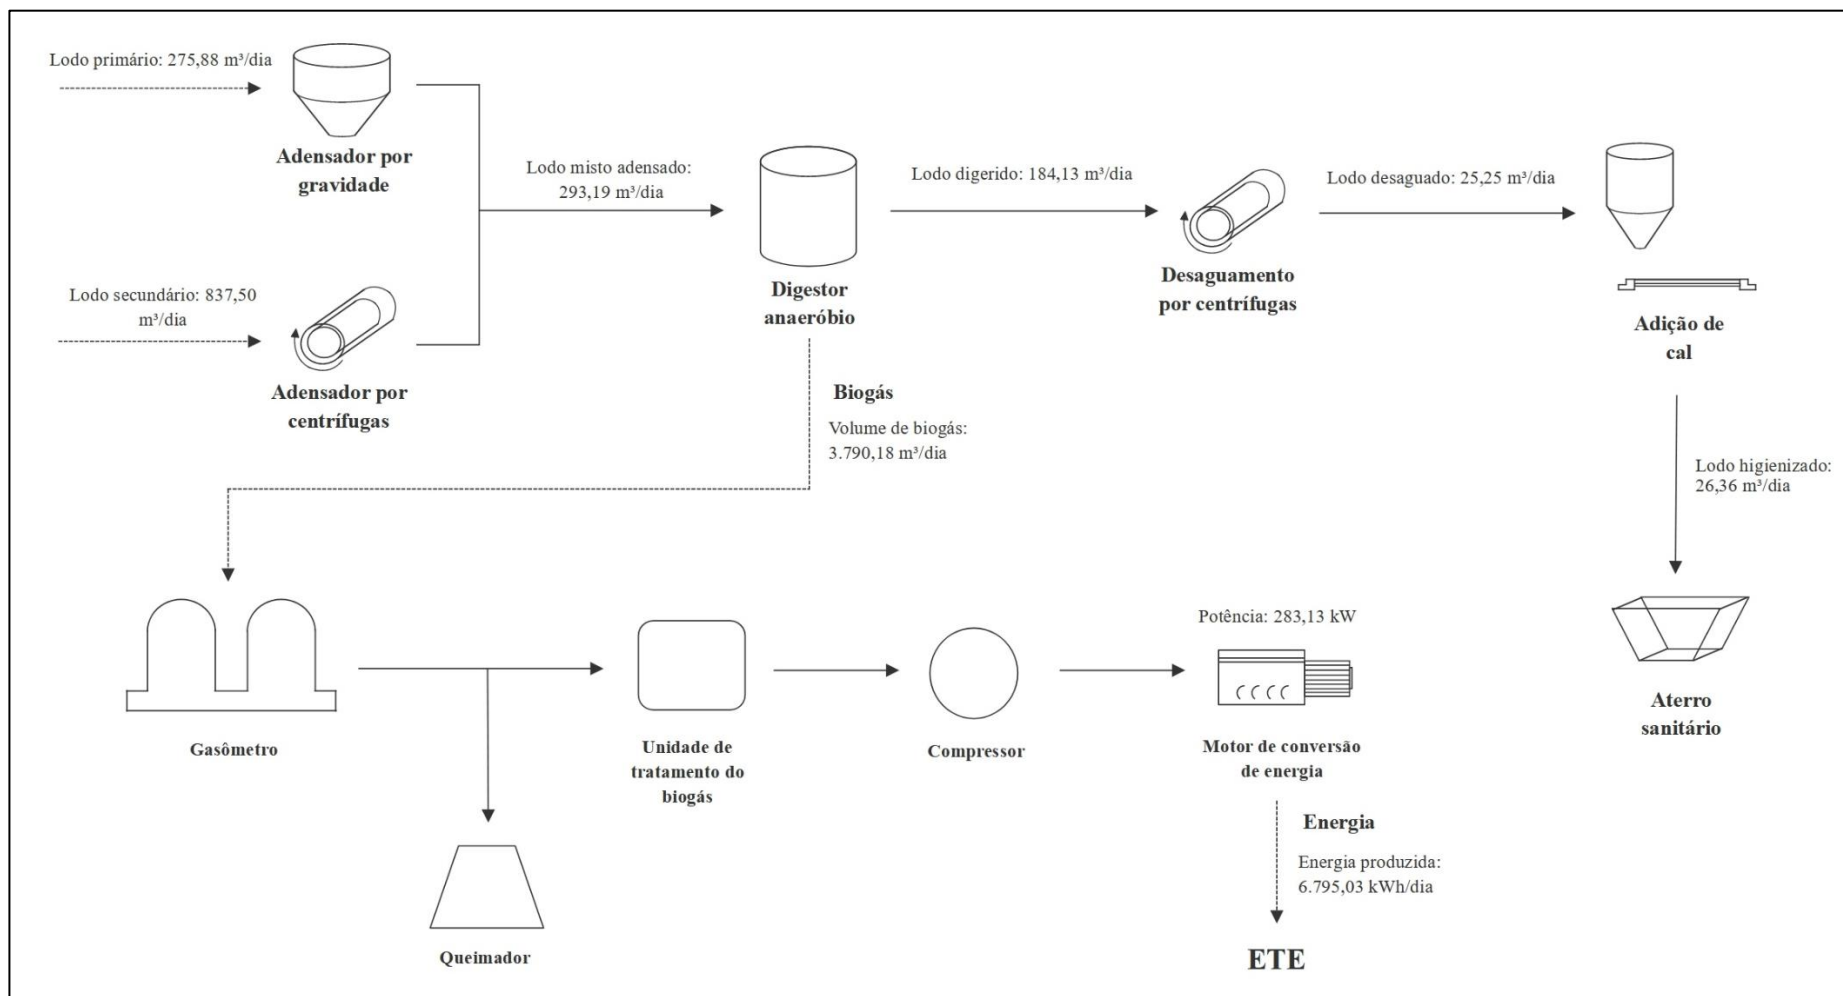 Lodo primário: 275,88 m³/dia
Adensador por
gravidade
Lodo secundário: 837,50
m³/dia
Adensador por
centrífugas
Lodo misto adensado:
293,19 m³/dia
Digestor
anaeróbio
Lodo digerido: 184,13 m³/dia
Desaguamento
por centrífugas
Lodo desaguado: 25,25 m³/dia
Adição de
cal
Biogás
Volume de biogás:
3.790,18 m³/dia
Lodo higienizado:
26,36 m³/dia
Aterro
sanitário
Gasômetro
Queimador
Unidade de
tratamento do
biogás
Compressor
Potência: 283,13 kW
Motor de conversão
de energia
Energia
Energia produzida:
6.795,03 kWh/dia
ETE